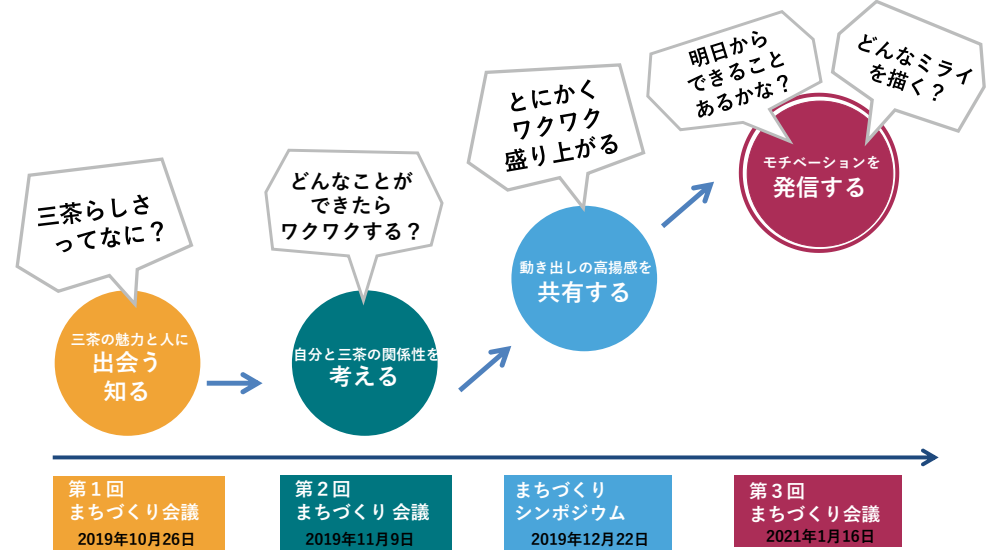 三茶らしさ
ってなに？
三茶の魅力と人に
出会う
知る
どんなことが
できたら
ワクワクする？
自分と三茶の関係性を
考える
とにかく
ワクワク
盛り上がる
動き出しの高揚感を
共有する
明日から
できること
あるかな？
どんなミライ
を描く？
モチベーションを
発信する
第１回
まちづくり会議
2019年10月26日
第２回
まちづくり 会議
2019年11月9日
まちづくり
シンポジウム
2019年12月22日
第３回
まちづくり会議
2021年1月16日